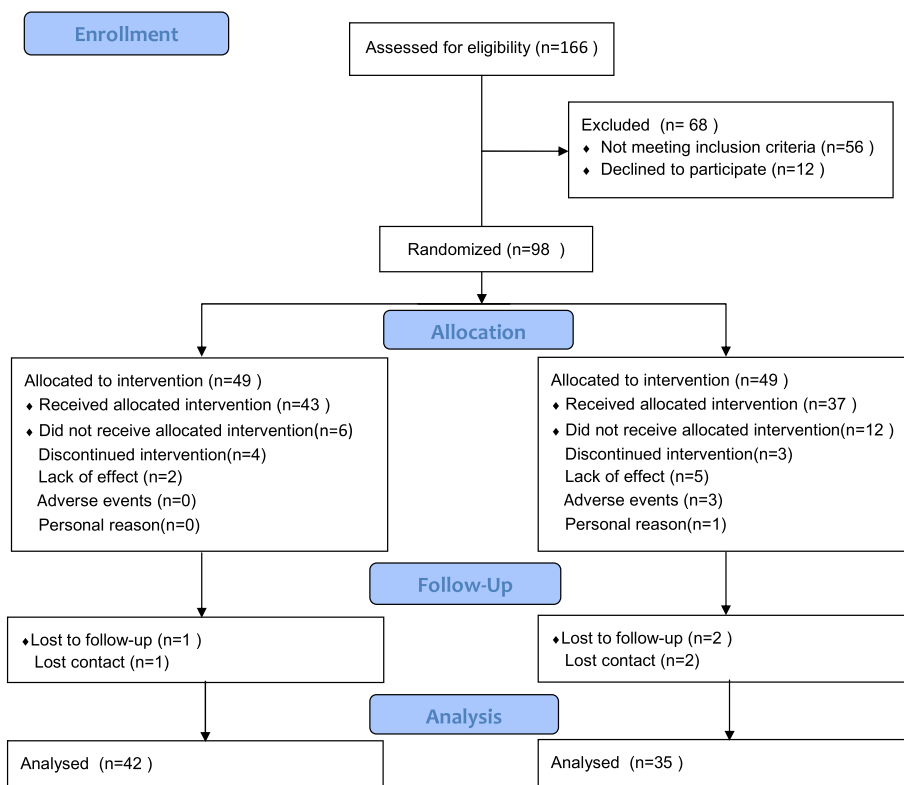 Enrollment
Assessed for eligibility (n=166)
Excluded (n= 68 )
♦ Not meeting inclusion criteria (n=56 )
♦ Declined to participate (n=12 )
Randomized (n=98 )
Allocation
Allocated to intervention (n=49 )
♦ Received allocated intervention (n=43 )
♦ Did not receive allocated intervention(n=6)
Discontinued intervention(n=4)
Lack of effect (n=2)
Adverse events (n=0)
Personal reason(n=0)
Allocated to intervention (n=49 )
♦ Received allocated intervention (n=37 )
♦ Did not receive allocated intervention(n=12 )
Discontinued intervention(n=3)
Lack of effect (n=5)
Adverse events (n=3)
Personal reason(n=1)
Follow-Up
♦Lost to follow-up (n=1 )
Lost contact (n=1)
♦Lost to follow-up (n=2 )
Lost contact (n=2)
Analysis
Analysed (n=42 )
Analysed (n=35 )